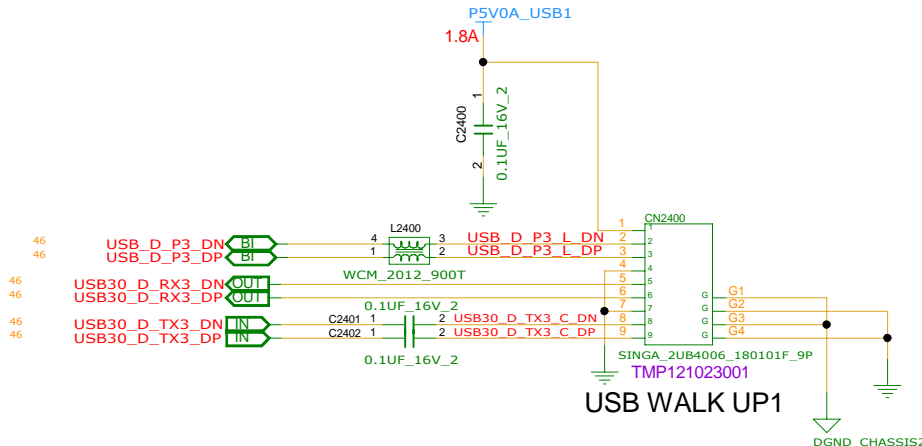 P5V0A_USB1
1.8A
1
C2400
0.1UF_16V_2
2
1
CN2400
1
46 USB_D_P3_DN BI 4 L2400 3 USB_D_P3_L_DN 2 2
46 USB_D_P3_DP BI 1 2 USB_D_P3_L_DP 3 3
WCM_2012_900T
4 4
46 USB30_D_RX3_DN OUT 5 5
46 USB30_D_RX3_DP OUT 6 6 G G1
0.1UF_16V_2 7 7 G G2
46 USB30_D_TX3_DN IN C2401 1 2 USB30_D_TX3_C_DN 8 8 G G3
46 USB30_D_TX3_DP IN C2402 1 2 USB30_D_TX3_C_DP 9 9 G G4
0.1UF_16V_2
SINGA_2UB4006_180101F_9P
TMP121023001
USB WALK UP1
DGND_CHASSIS2